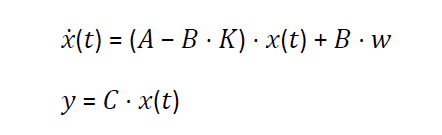 ẋ(t) = (A − B · K) · x(t) + B · w
y = C · x(t)